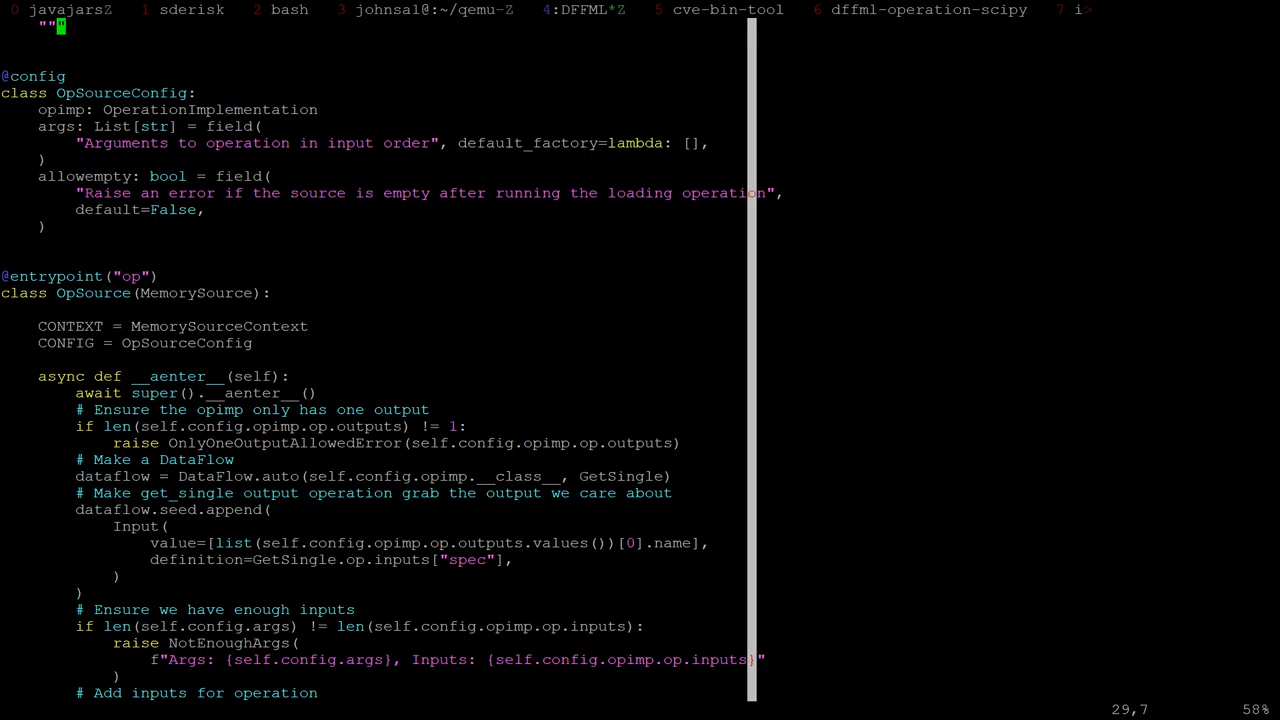 0 javajarsZ  1 sderisk  2 bash  3 johnsal@:~/qemu-Z  4:DFFML*Z  5 cve-bin-tool  6 dffml-operation-scipy  7 i>
    """
@config
class OpSourceConfig:
    opimp: OperationImplementation
    args: List[str] = field(
        "Arguments to operation in input order", default_factory=lambda: [],
    )
    allowempty: bool = field(
        "Raise an error if the source is empty after running the loading operation",
        default=False,
    )
@entrypoint("op")
class OpSource(MemorySource):
    CONTEXT = MemorySourceContext
    CONFIG = OpSourceConfig
    async def __aenter__(self):
        await super().__aenter__()
        # Ensure the opimp only has one output
        if len(self.config.opimp.op.outputs) != 1:
            raise OnlyOneOutputAllowedError(self.config.opimp.op.outputs)
        # Make a DataFlow
        dataflow = DataFlow.auto(self.config.opimp.__class__, GetSingle)
        # Make get_single output operation grab the output we care about
        dataflow.seed.append(
            Input(
                value=[list(self.config.opimp.op.outputs.values())[0].name],
                definition=GetSingle.op.inputs["spec"],
            )
        )
        # Ensure we have enough inputs
        if len(self.config.args) != len(self.config.opimp.op.inputs):
            raise NotEnoughArgs(
                f"Args: {self.config.args}, Inputs: {self.config.opimp.op.inputs}"
            )
        # Add inputs for operation
29,7  58%